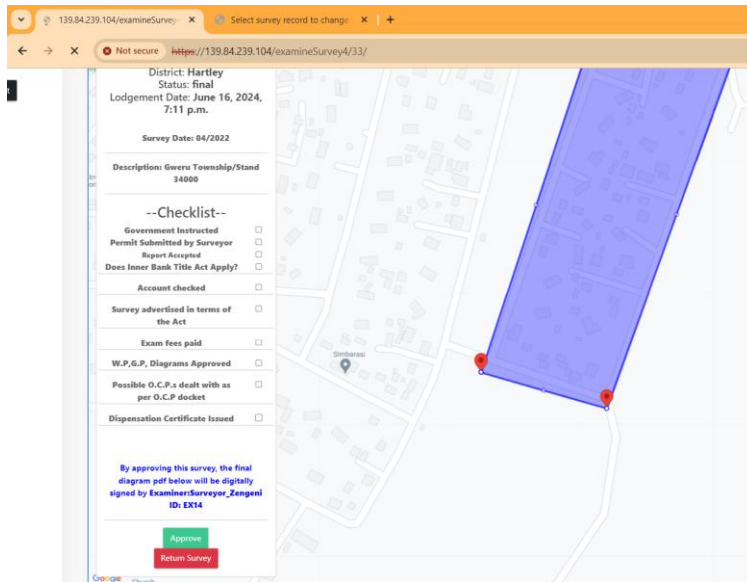 139.84.239.104/examineSurvey
Select survey record to change
Not secure https://139.84.239.104/examineSurvey4/33/
District: Hartley
Status: final
Lodgement Date: June 16, 2024,
7:11 p.m.
Survey Date: 04/2022
Description: Gweru Township/Stand
34000
--Checklist--
Government Instructed
Permit Submitted by Surveyor
Report Accepted
Does Inner Bank Title Act Apply?
Account checked
Survey advertised in terms of
the Act
Exam fees paid
W.P,G.P, Diagrams Approved
Possible O.C.P.s dealt with as
per O.C.P docket
Dispensation Certificate Issued
By approving this survey, the final
diagram pdf below will be digitally
signed by Examiner:Surveyor_Zengeni
ID: EX14
Approve
Return Survey
Simbarasi
Google
Church